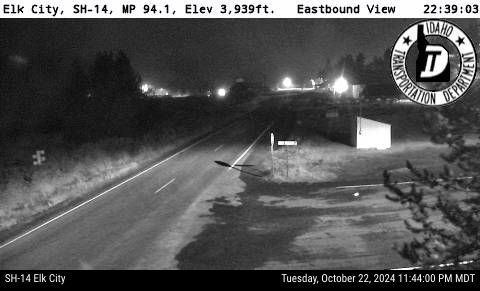 Elk City, SH-14, MP 94.1, Elev 3,939ft.   Eastbound View   22:39:03
IDAHO
TRANSPORTATION DEPARTMENT
SH-14 Elk City
Tuesday, October 22, 2024 11:44:00 PM MDT